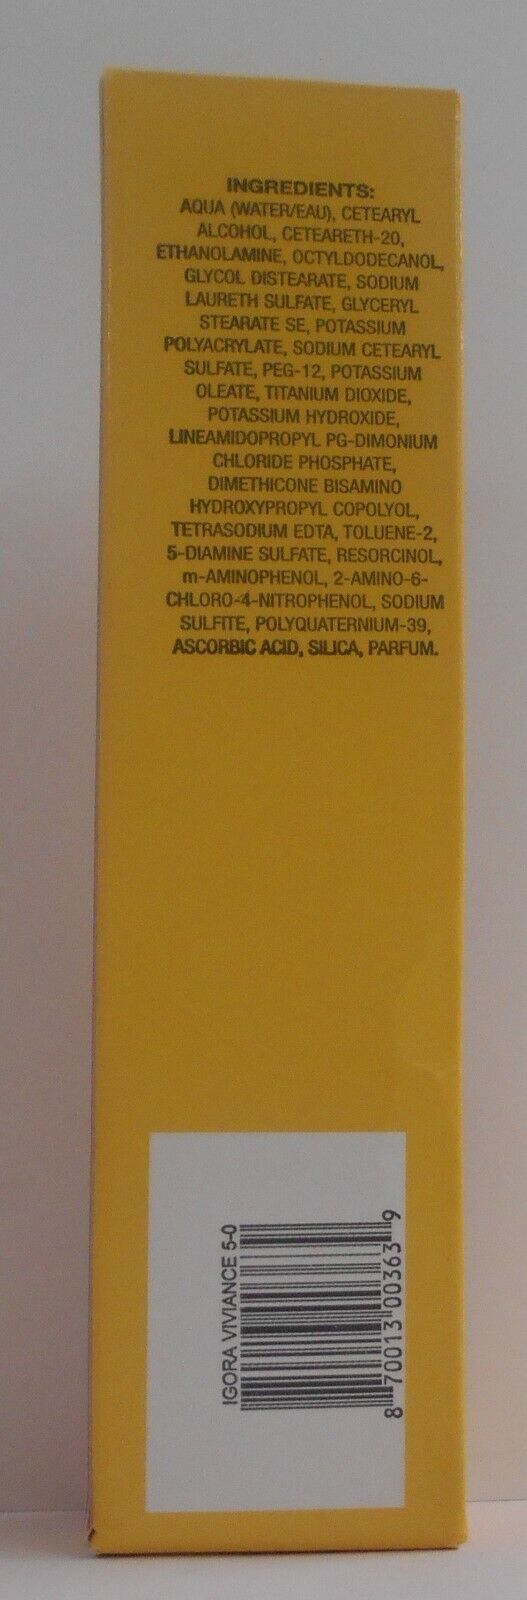 INGREDIENTS:
AQUA (WATER/EAU), CETEARYL
ALCOHOL, CETEARETH-20,
ETHANOLAMINE, OCTYLDODECANOL,
GLYCOL DISTEARATE, SODIUM
LAURETH SULFATE, GLYCERYL
STEARATE SE, POTASSIUM
POLYACRYLATE, SODIUM CETEARYL
SULFATE, PEG-12, POTASSIUM
OLEATE, TITANIUM DIOXIDE,
POTASSIUM HYDROXIDE,
LINEAMIDOPROPYL PG-DIMONIUM
CHLORIDE PHOSPHATE,
DIMETHICONE BISAMINO
HYDROXYPROPYL COPOLYOL,
TETRASODIUM EDTA, TOLUENE-2,
5-DIAMINE SULFATE, RESORCINOL,
m-AMINOPHENOL, 2-AMINO-6-
CHLORO-4-NITROPHENOL, SODIUM
SULFITE, POLYQUATERNIUM-39,
ASCORBIC ACID, SILICA, PARFUM.
IGORA VIVIANCE 5-0
8 70013 00363 9